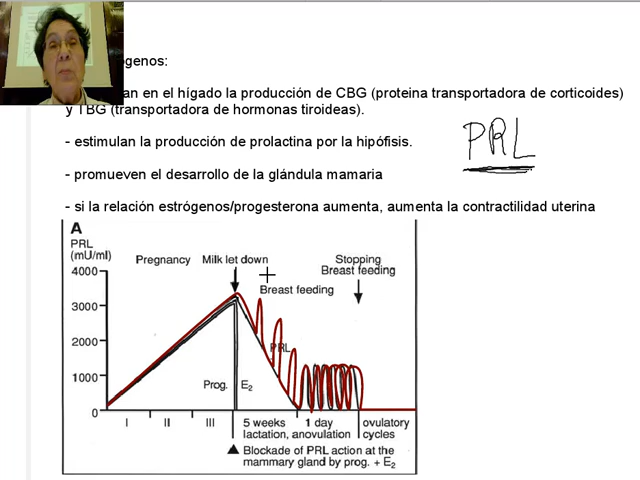 ógenos:
an en el hígado la producción de CBG (proteina transportadora de corticoides)
y TBG (transportadora de hormonas tiroideas).
- estimulan la producción de prolactina por la hipófisis.
PRL
- promueven el desarrollo de la glándula mamaria
- si la relación estrógenos/progesterona aumenta, aumenta la contractilidad uterina
A
PRL
(mU/ml)
Pregnancy Milk let down Stopping
Breast feeding
4000
Breast feeding
3000
2000
PRL
1000
Prog. E2
0
I II III 5 weeks 1 day ovulatory
lactation, anovulation cycles
▲ Blockade of PRL action at the
mammary gland by prog. + E2